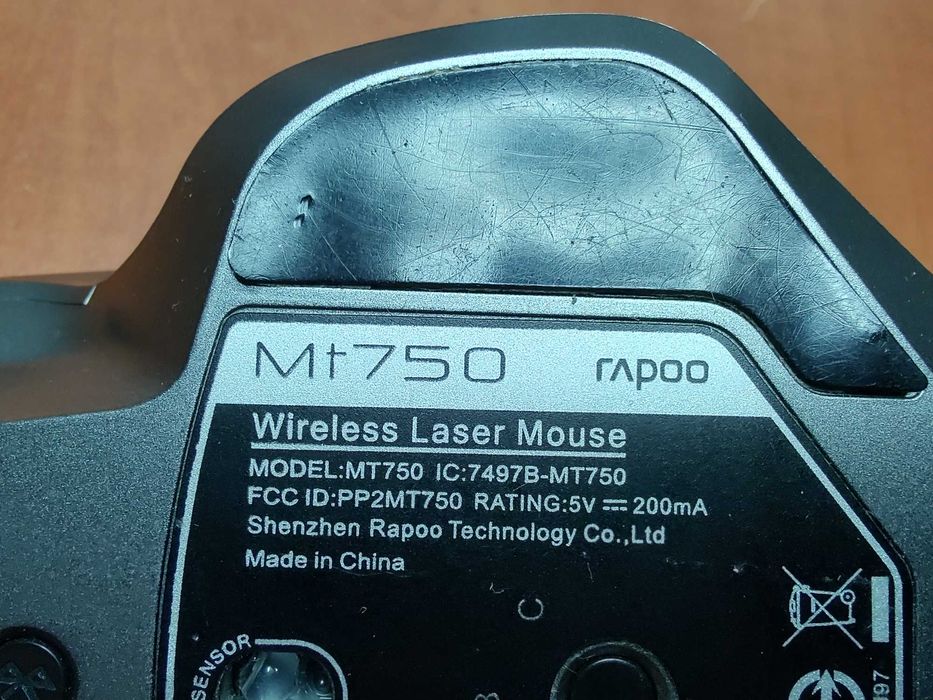 Mt750 rapoo
Wireless Laser Mouse
MODEL:MT750 IC:7497B-MT750
FCC ID:PP2MT750 RATING:5V ⎓ 200mA
Shenzhen Rapoo Technology Co.,Ltd
Made in China
C
SENSOR
B
97